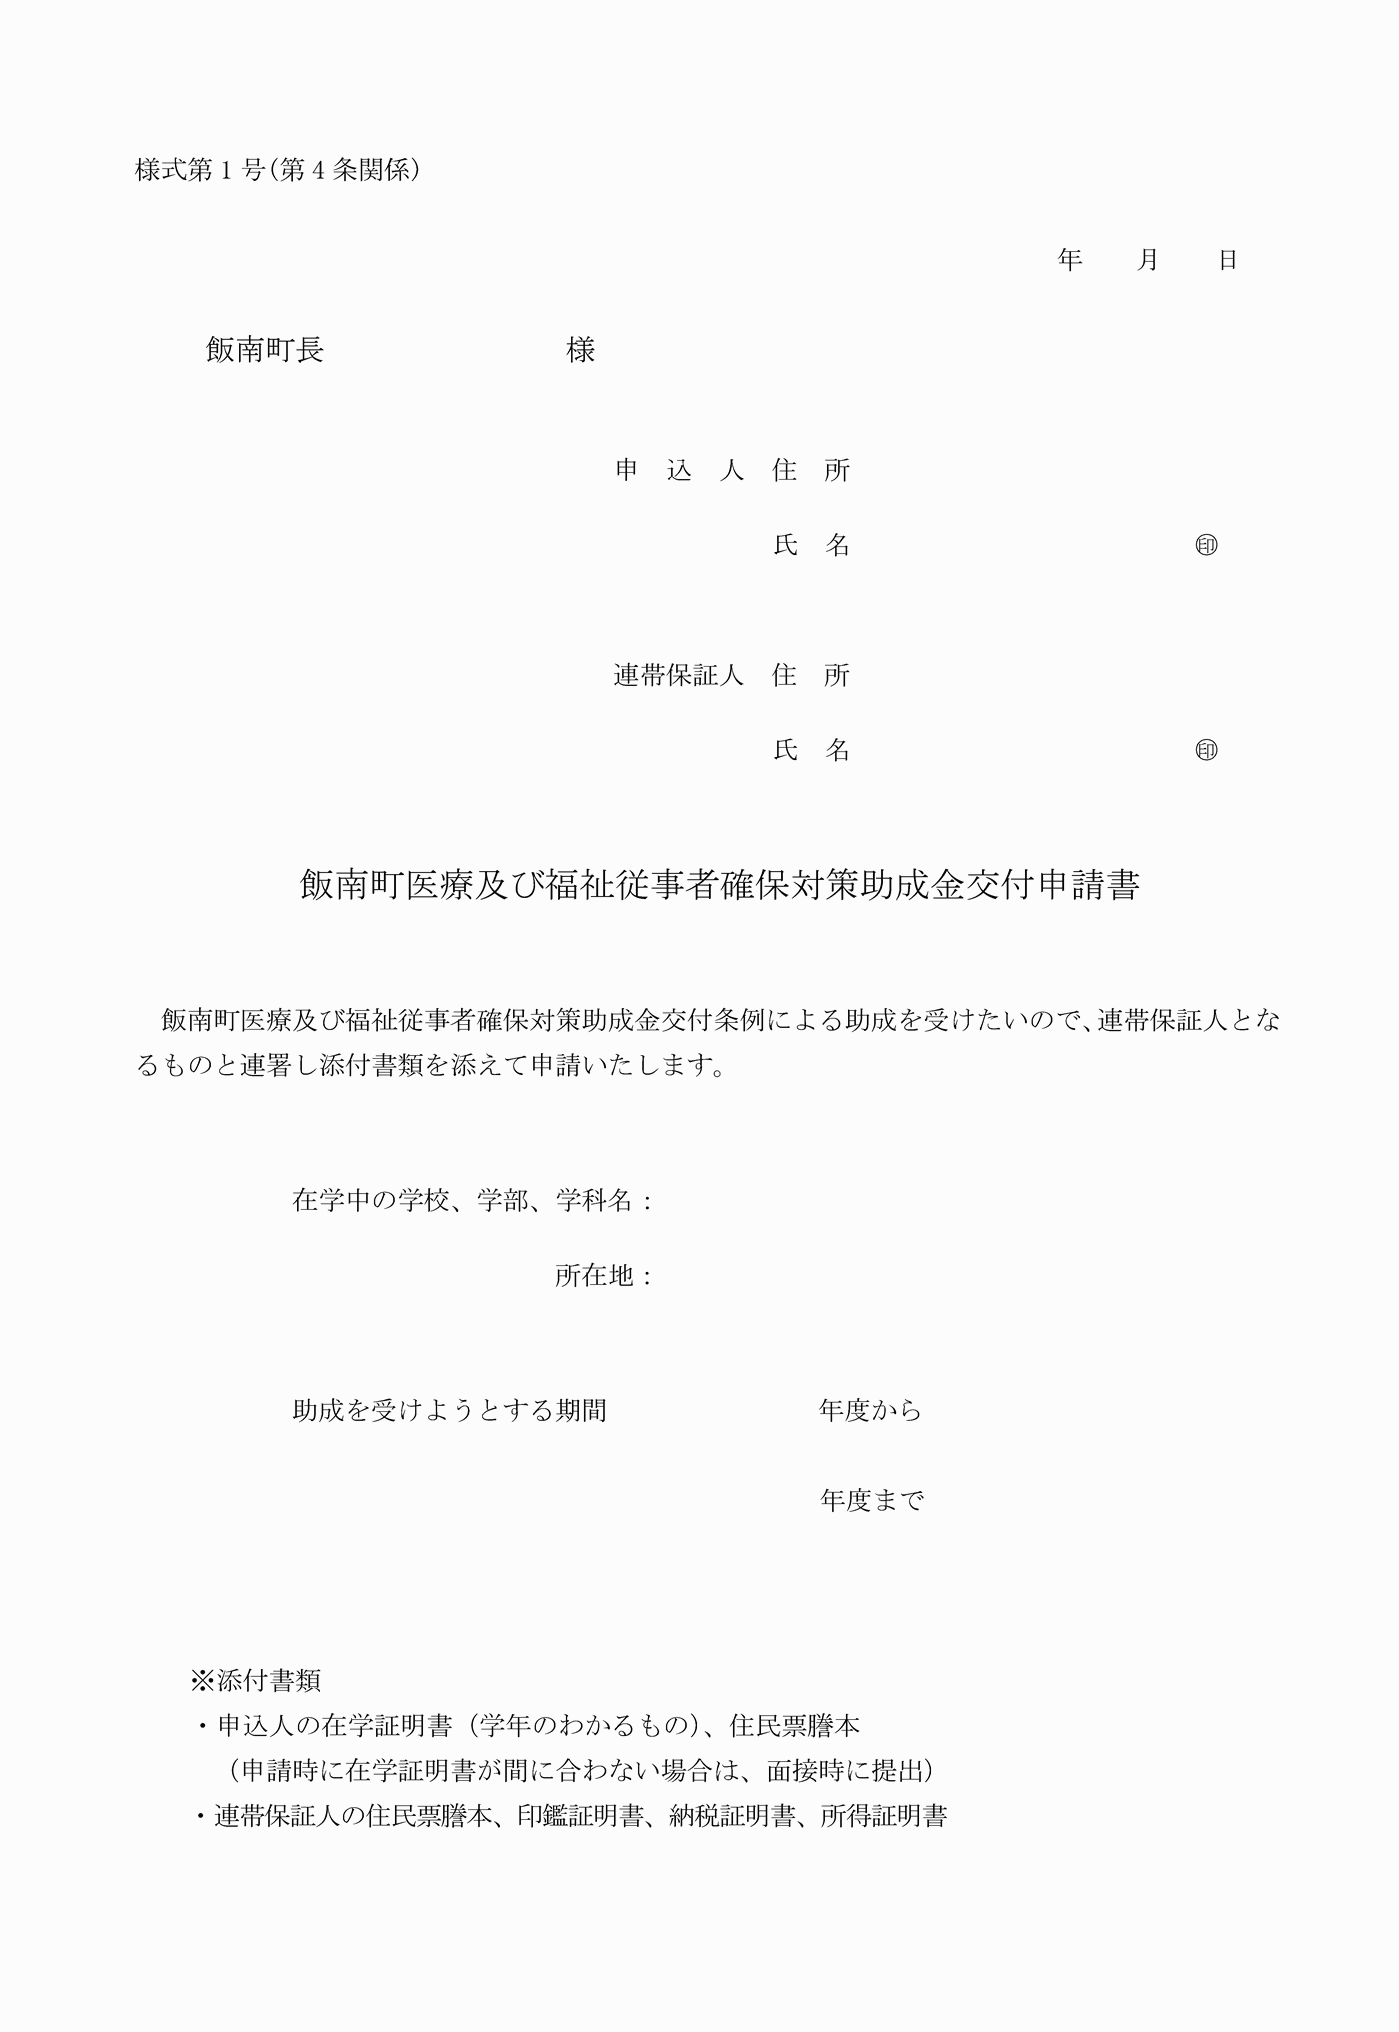 様式第1号(第4条関係)
年　　月　　日
飯南町長　　　　　　　　様
申　込　人　住　所
氏　名　　　　　　　　　　　　　㊞
連帯保証人　住　所
氏　名　　　　　　　　　　　　　㊞
飯南町医療及び福祉従事者確保対策助成金交付申請書
　飯南町医療及び福祉従事者確保対策助成金交付条例による助成を受けたいので、連帯保証人とな
るものと連署し添付書類を添えて申請いたします。
在学中の学校、学部、学科名：
所在地：
助成を受けようとする期間　　　　　　　　年度から
年度まで
※添付書類
・申込人の在学証明書（学年のわかるもの）、住民票謄本
（申請時に在学証明書が間に合わない場合は、面接時に提出）
・連帯保証人の住民票謄本、印鑑証明書、納税証明書、所得証明書